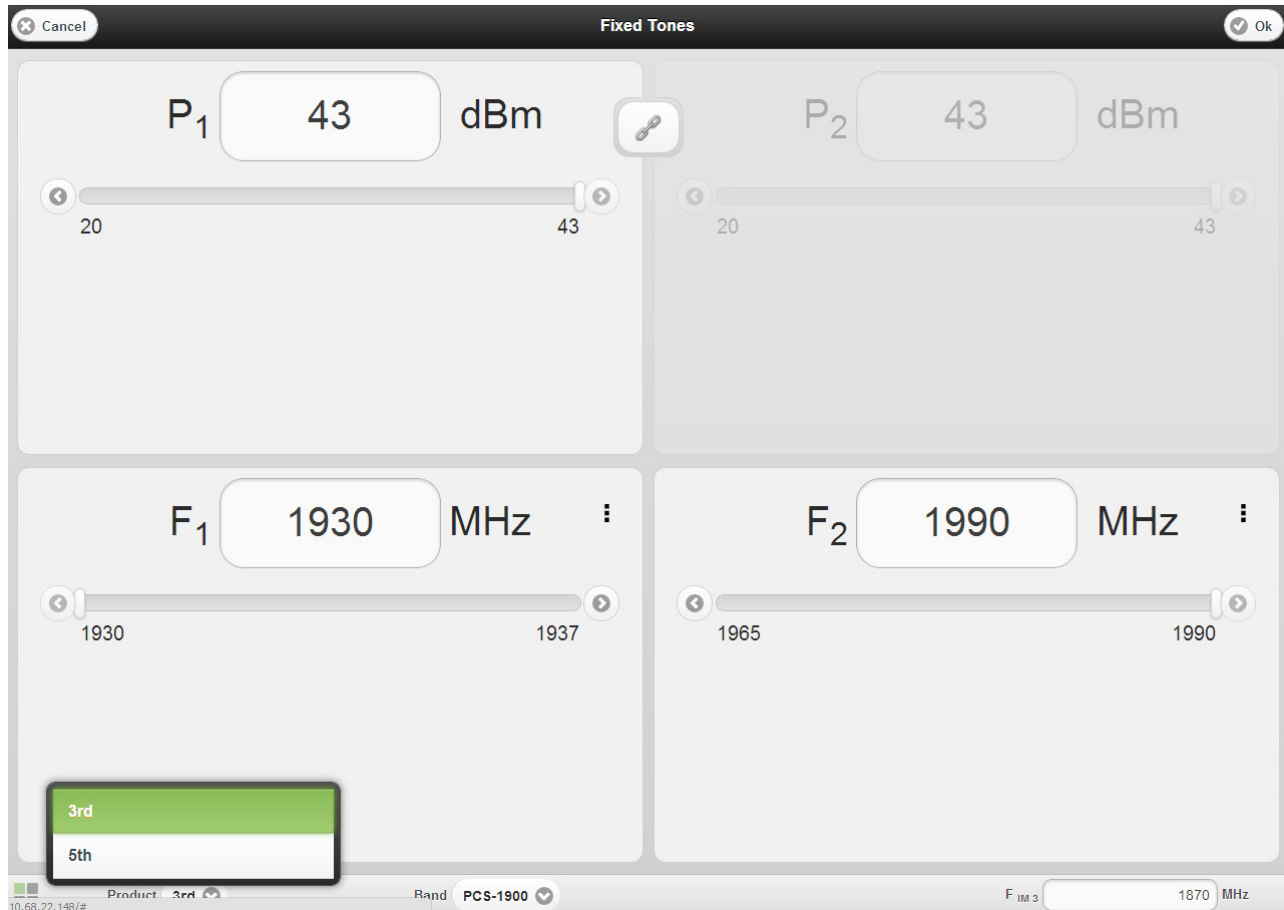 Cancel
Fixed Tones
Ok
P1 43 dBm
P2 43 dBm
20 43
20 43
F1 1930 MHz
F2 1990 MHz
1930 1937
1965 1990
3rd
5th
Product 3rd
Band PCS-1900
F IM 3 1870 MHz
10.68.22.148/#